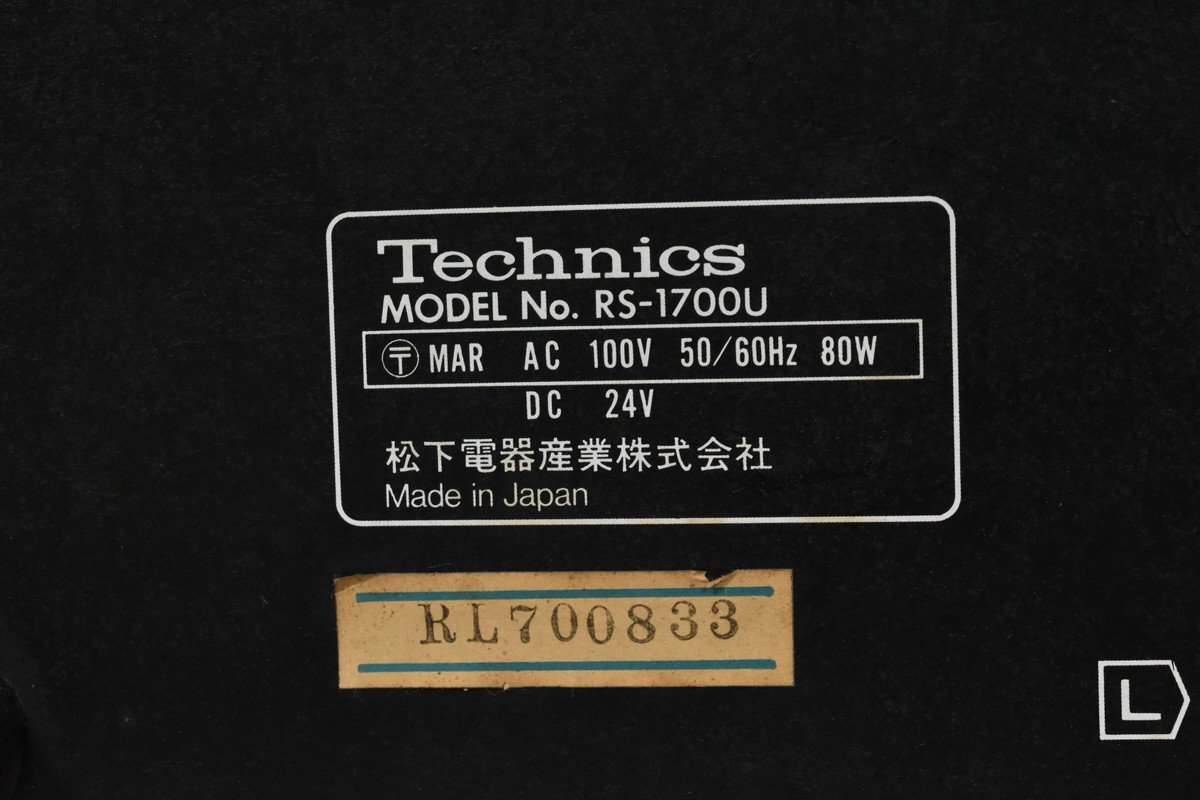 Technics
MODEL No. RS-1700U
〒 MAR AC 100V 50/60Hz 80W
DC 24V
松下電器産業株式会社
Made in Japan
RL700833
L